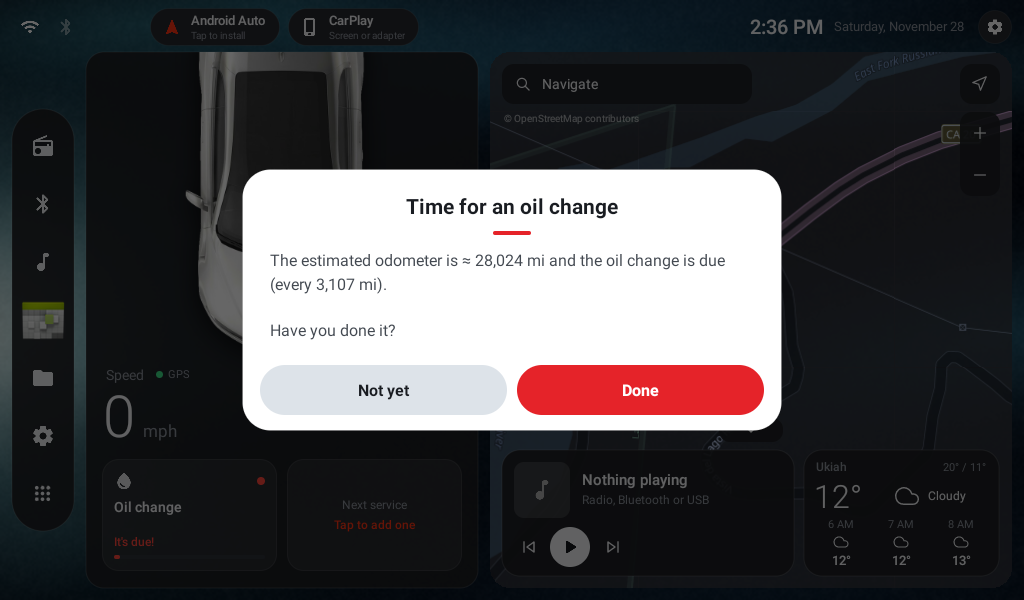 Android Auto
Tap to install
CarPlay
Screen or adapter
2:36 PM
Saturday, November 28
Navigate
East Fork Russian
© OpenStreetMap contributors
CA
Time for an oil change
The estimated odometer is ≈ 28,024 mi and the oil change is due
(every 3,107 mi).
Have you done it?
Not yet
Done
Speed
GPS
0 mph
Oil change
It's due!
Next service
Tap to add one
Nothing playing
Radio, Bluetooth or USB
Ukiah
20° / 11°
12°
Cloudy
6 AM
7 AM
8 AM
12°
12°
13°